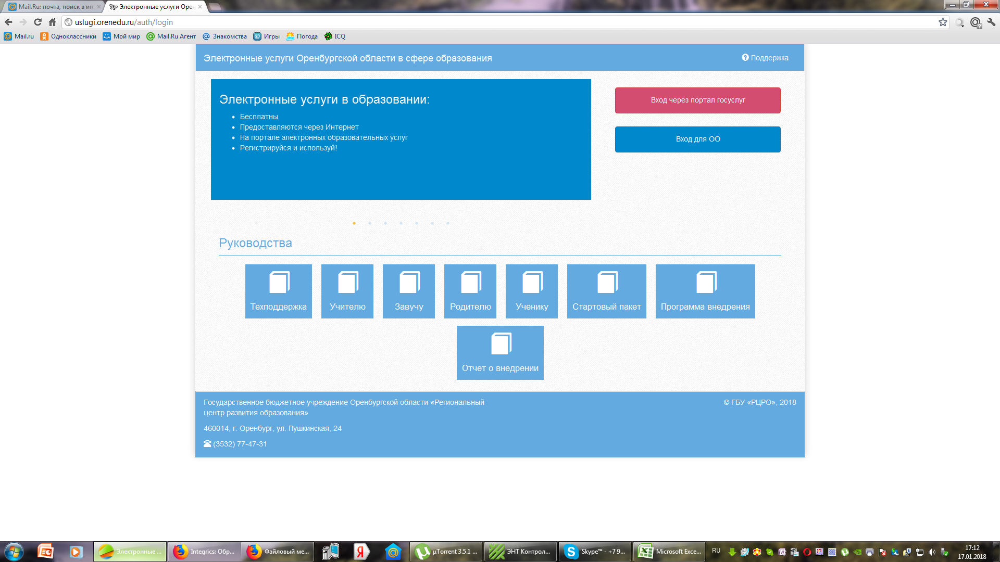 Mail.Ru: почта, поиск в ин
Электронные услуги Орен
uslugi.orenedu.ru/auth/login
Mail.ru
Одноклассники
Мой мир
Mail.Ru Агент
Знакомства
Игры
Погода
ICQ
Электронные услуги Оренбургской области в сфере образования
Поддержка
Электронные услуги в образовании:
Бесплатны
Предоставляются через Интернет
На портале электронных образовательных услуг
Регистрируйся и используй!
Вход через портал госуслуг
Вход для ОО
Руководства
Техподдержка
Учителю
Завучу
Родителю
Ученику
Стартовый пакет
Программа внедрения
Отчет о внедрении
Государственное бюджетное учреждение Оренбургской области «Региональный
центр развития образования»
460014, г. Оренбург, ул. Пушкинская, 24
(3532) 77-47-31
© ГБУ «РЦРО», 2018
Электронные ...
Integrics: Обр...
Файловый ме...
µTorrent 3.5.1 ...
ЭНТ Контрол...
Skype™ - +7 9...
Microsoft Exce...
RU
17:12
17.01.2018